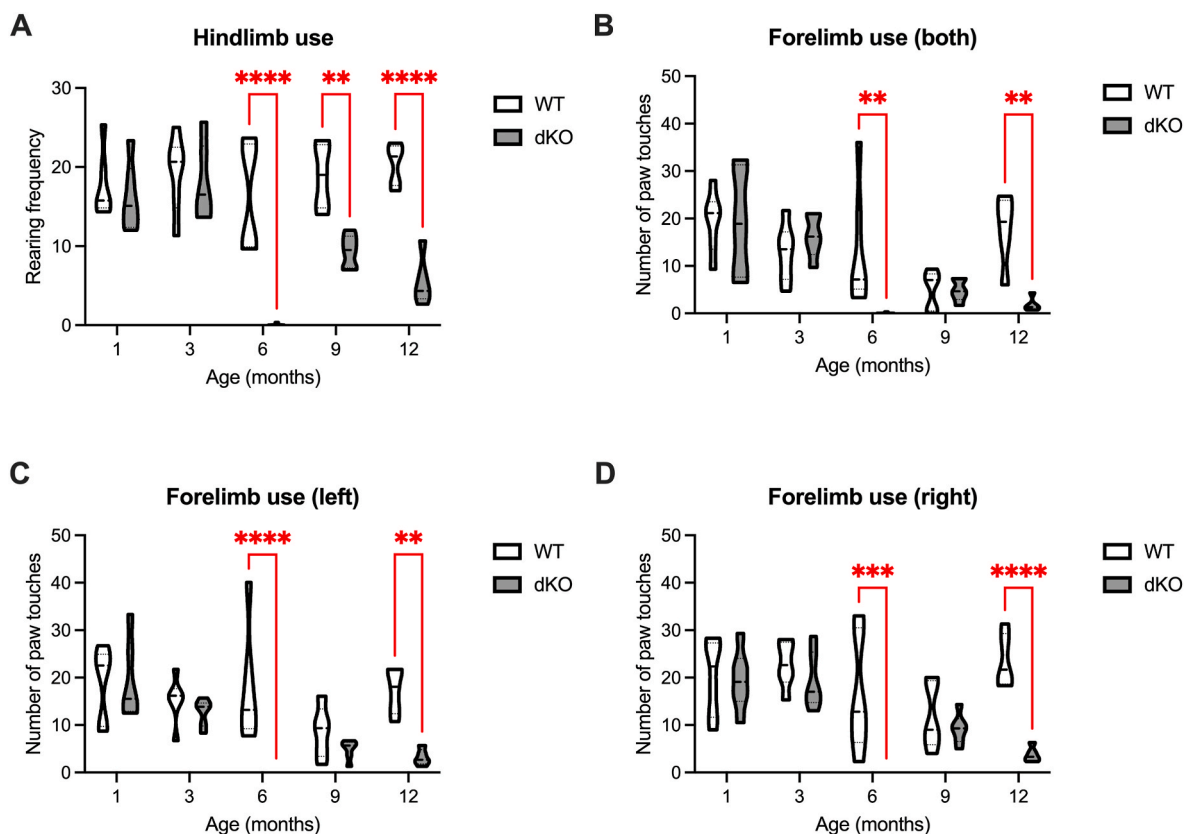 A
Hindlimb use
Rearing frequency
30
20
10
0
**** ** ****
WT
dKO
1 3 6 9 12
Age (months)
B
Forelimb use (both)
Number of paw touches
50
40
30
20
10
0
** **
WT
dKO
1 3 6 9 12
Age (months)
C
Forelimb use (left)
Number of paw touches
50
40
30
20
10
0
**** **
WT
dKO
1 3 6 9 12
Age (months)
D
Forelimb use (right)
Number of paw touches
50
40
30
20
10
0
*** ****
WT
dKO
1 3 6 9 12
Age (months)